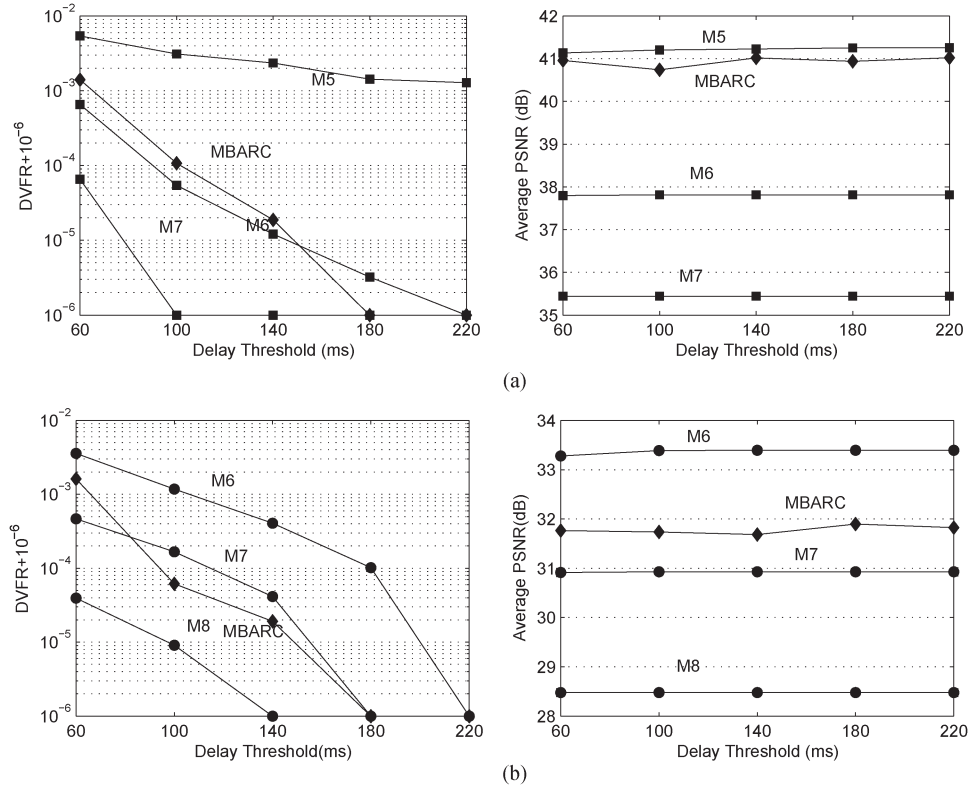 10−2
10−3
10−4
10−5
10−6
DVFR+10−6
M5
MBARC
M7
M6
60 100 140 180 220
Delay Threshold (ms)
42
41
40
39
38
37
36
35
Average PSNR (dB)
M5
MBARC
M6
M7
60 100 140 180 220
Delay Threshold (ms)
(a)
10−2
10−3
10−4
10−5
10−6
DVFR+10−6
M6
M7
M8 MBARC
60 100 140 180 220
Delay Threshold(ms)
34
33
32
31
30
29
28
Average PSNR(dB)
M6
MBARC
M7
M8
60 100 140 180 220
Delay Threshold (ms)
(b)